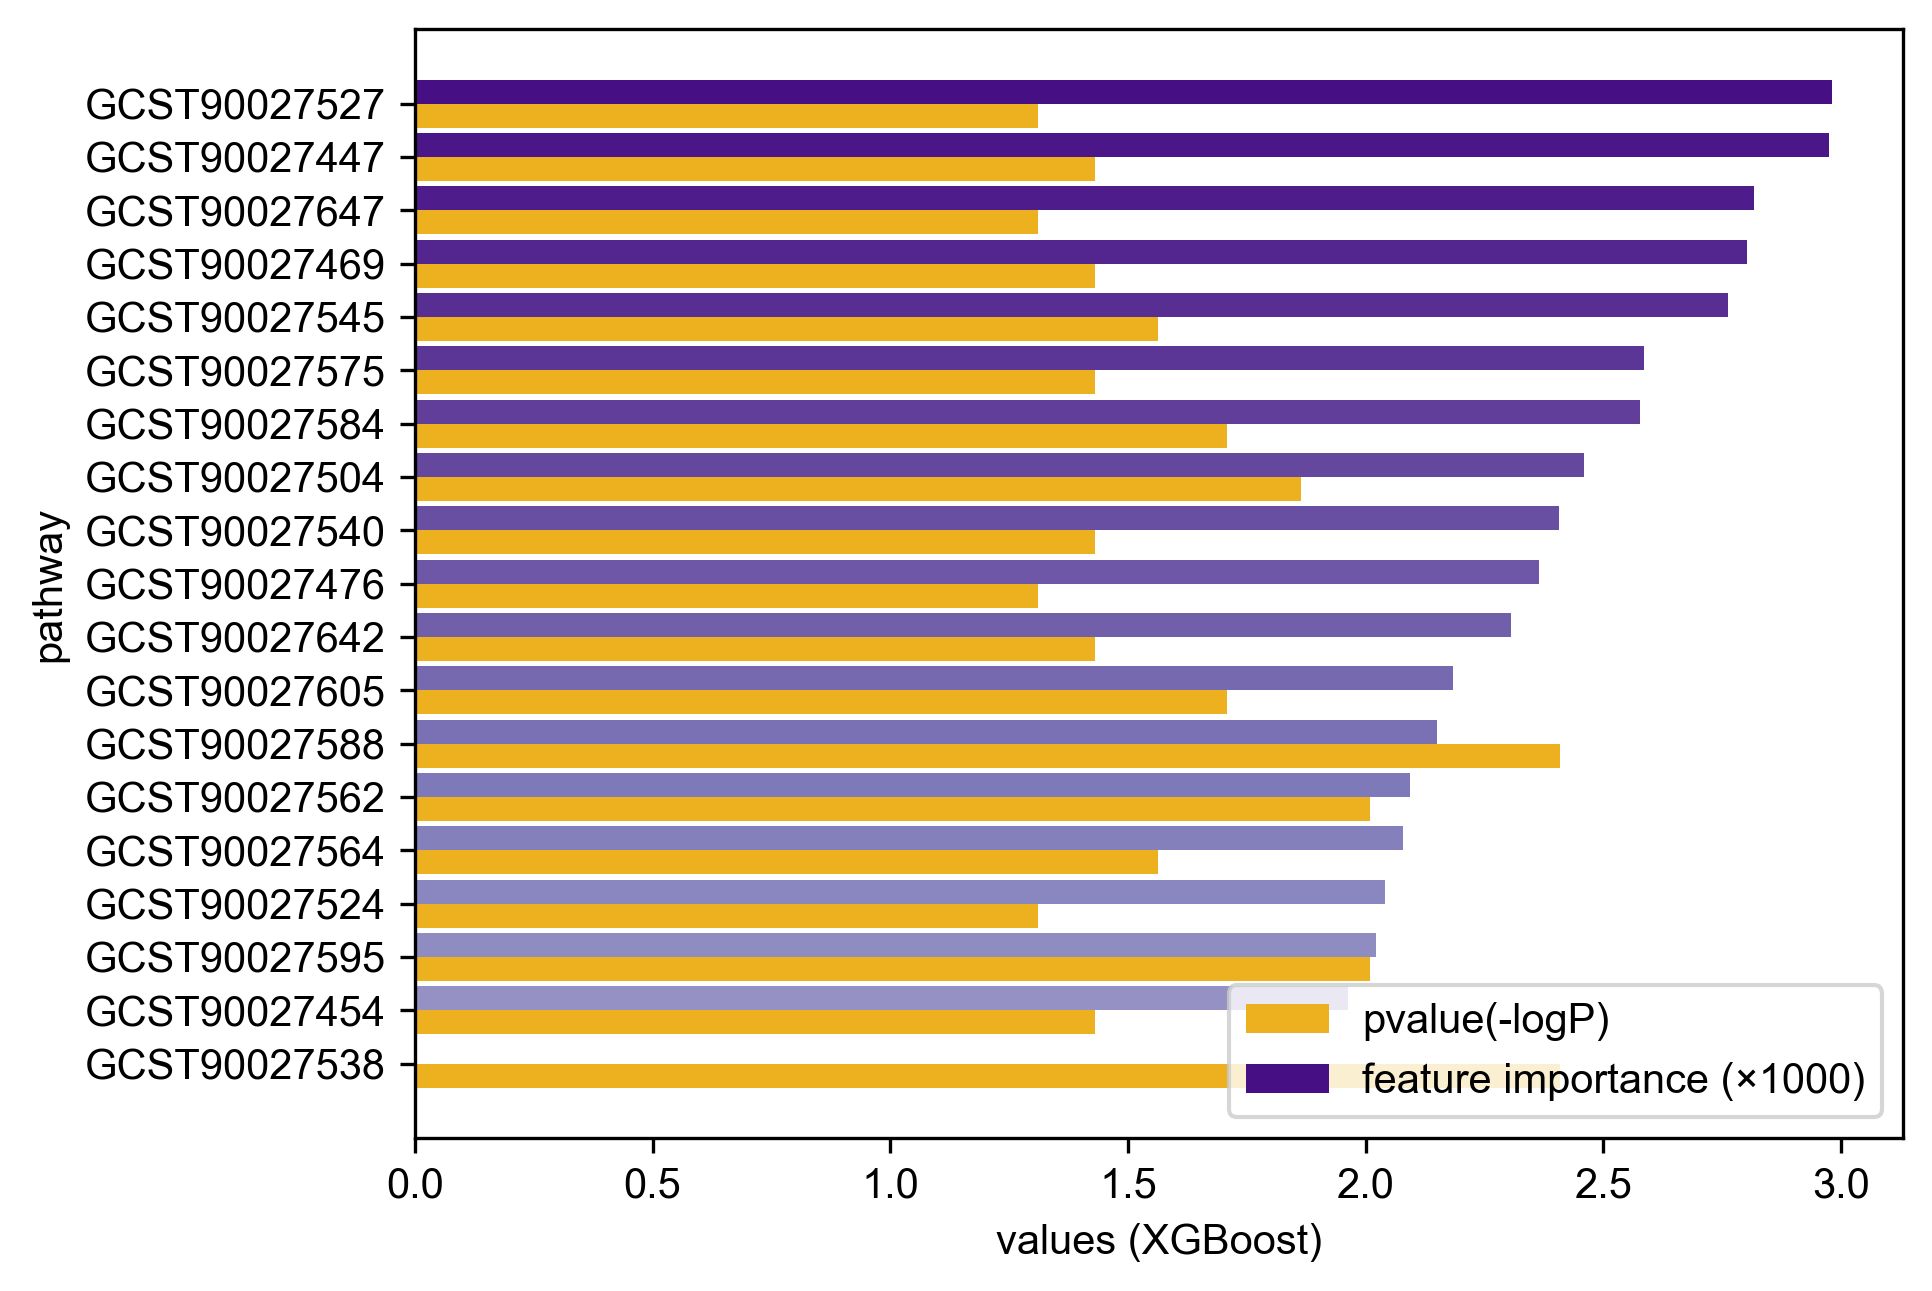 GCST90027527
GCST90027447
GCST90027647
GCST90027469
GCST90027545
GCST90027575
GCST90027584
GCST90027504
GCST90027540
GCST90027476
GCST90027642
GCST90027605
GCST90027588
GCST90027562
GCST90027564
GCST90027524
GCST90027595
GCST90027454
GCST90027538
pathway
pvalue(-logP)
feature importance (×1000)
0.0 0.5 1.0 1.5 2.0 2.5 3.0
values (XGBoost)